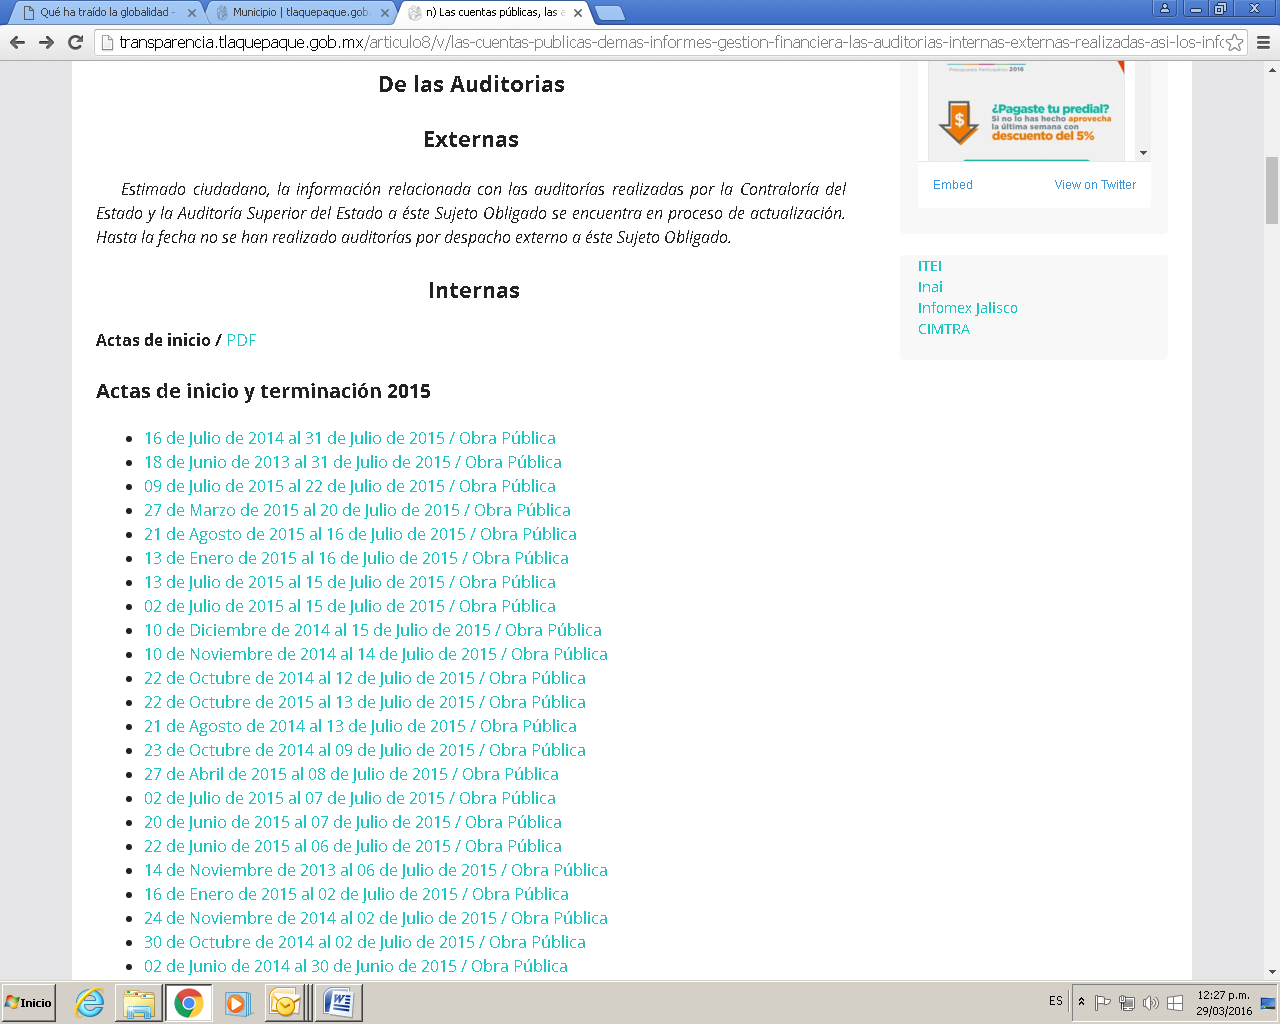 Qué ha traído la globalidad -
Municipio | tlaquepaque.gob.
n) Las cuentas públicas, las a
transparencia.tlaquepaque.gob.mx/articulo8/v/las-cuentas-publicas-demas-informes-gestion-financiera-las-auditorias-internas-externas-realizadas-asi-los-info
De las Auditorias
Externas
Estimado ciudadano, la información relacionada con las auditorías realizadas por la Contraloría del
Estado y la Auditoría Superior del Estado a éste Sujeto Obligado se encuentra en proceso de actualización.
Hasta la fecha no se han realizado auditorías por despacho externo a éste Sujeto Obligado.
Internas
Actas de inicio / PDF
Actas de inicio y terminación 2015
16 de Julio de 2014 al 31 de Julio de 2015 / Obra Pública
18 de Junio de 2013 al 31 de Julio de 2015 / Obra Pública
09 de Julio de 2015 al 22 de Julio de 2015 / Obra Pública
27 de Marzo de 2015 al 20 de Julio de 2015 / Obra Pública
21 de Agosto de 2015 al 16 de Julio de 2015 / Obra Pública
13 de Enero de 2015 al 16 de Julio de 2015 / Obra Pública
13 de Julio de 2015 al 15 de Julio de 2015 / Obra Pública
02 de Julio de 2015 al 15 de Julio de 2015 / Obra Pública
10 de Diciembre de 2014 al 15 de Julio de 2015 / Obra Pública
10 de Noviembre de 2014 al 14 de Julio de 2015 / Obra Pública
22 de Octubre de 2014 al 12 de Julio de 2015 / Obra Pública
22 de Octubre de 2015 al 13 de Julio de 2015 / Obra Pública
21 de Agosto de 2014 al 13 de Julio de 2015 / Obra Pública
23 de Octubre de 2014 al 09 de Julio de 2015 / Obra Pública
27 de Abril de 2015 al 08 de Julio de 2015 / Obra Pública
02 de Julio de 2015 al 07 de Julio de 2015 / Obra Pública
20 de Junio de 2015 al 07 de Julio de 2015 / Obra Pública
22 de Junio de 2015 al 06 de Julio de 2015 / Obra Pública
14 de Noviembre de 2013 al 06 de Julio de 2015 / Obra Pública
16 de Enero de 2015 al 02 de Julio de 2015 / Obra Pública
24 de Noviembre de 2014 al 02 de Julio de 2015 / Obra Pública
30 de Octubre de 2014 al 02 de Julio de 2015 / Obra Pública
02 de Junio de 2014 al 30 de Junio de 2015 / Obra Pública
Presupuesto Participativo 2016
¿Pagaste tu predial?
Si no lo has hecho aprovecha
la última semana con
descuento del 5%
$
Embed
View on Twitter
ITEI
Inai
Infomex Jalisco
CIMTRA
Inicio
ES
12:27 p.m.
29/03/2016